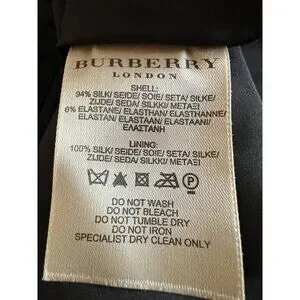 BURBERRY
LONDON
SHELL:
94% SILK/ SEIDE/ SOIE/ SETA/ SILKE/
ZIJDE/ SEDA/ SILKKI/ ΜΕΤΑΞΙ
6% ELASTANE/ ELASTHAN/ ELASTHANNE/
ELASTAN/ ELASTAAN/ ELASTAANI/
ΕΛΑΣΤΑΝΗ
LINING:
100% SILK/ SEIDE/ SOIE/ SETA/ SILKE/
ZIJDE/ SEDA/ SILKKI/ ΜΕΤΑΞΙ
P
DO NOT WASH
DO NOT BLEACH
DO NOT TUMBLE DRY
DO NOT IRON
SPECIALIST DRY CLEAN ONLY